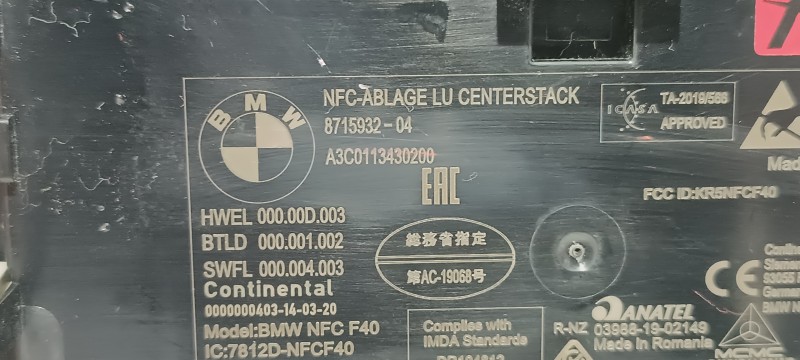 BMW
NFC-ABLAGE LU CENTERSTACK
8715932-04
A3C0113430200
ICASA
TA-2019/566
APPROVED
EAC
FCC ID:KR5NFCF40
HWEL 000.00D.003
BTLD 000.001.002
SWFL 000.004.003
Continental
0000000403-14-03-20
Model:BMW NFC F40
IC:7812D-NFCF40
総務省指定
第AC-19068号
Complies with
IMDA Standards
CE
ANATEL
R-NZ 03988-19-02149
Made in Romania
MCMC